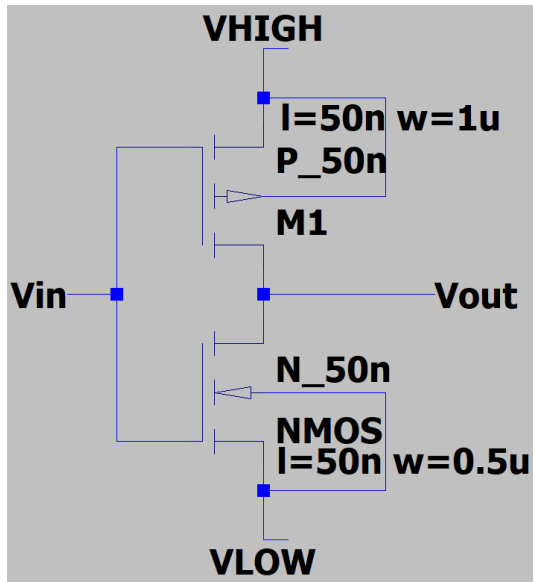 VHIGH
l=50n w=1u
P_50n
M1
Vin
Vout
N_50n
NMOS
l=50n w=0.5u
VLOW